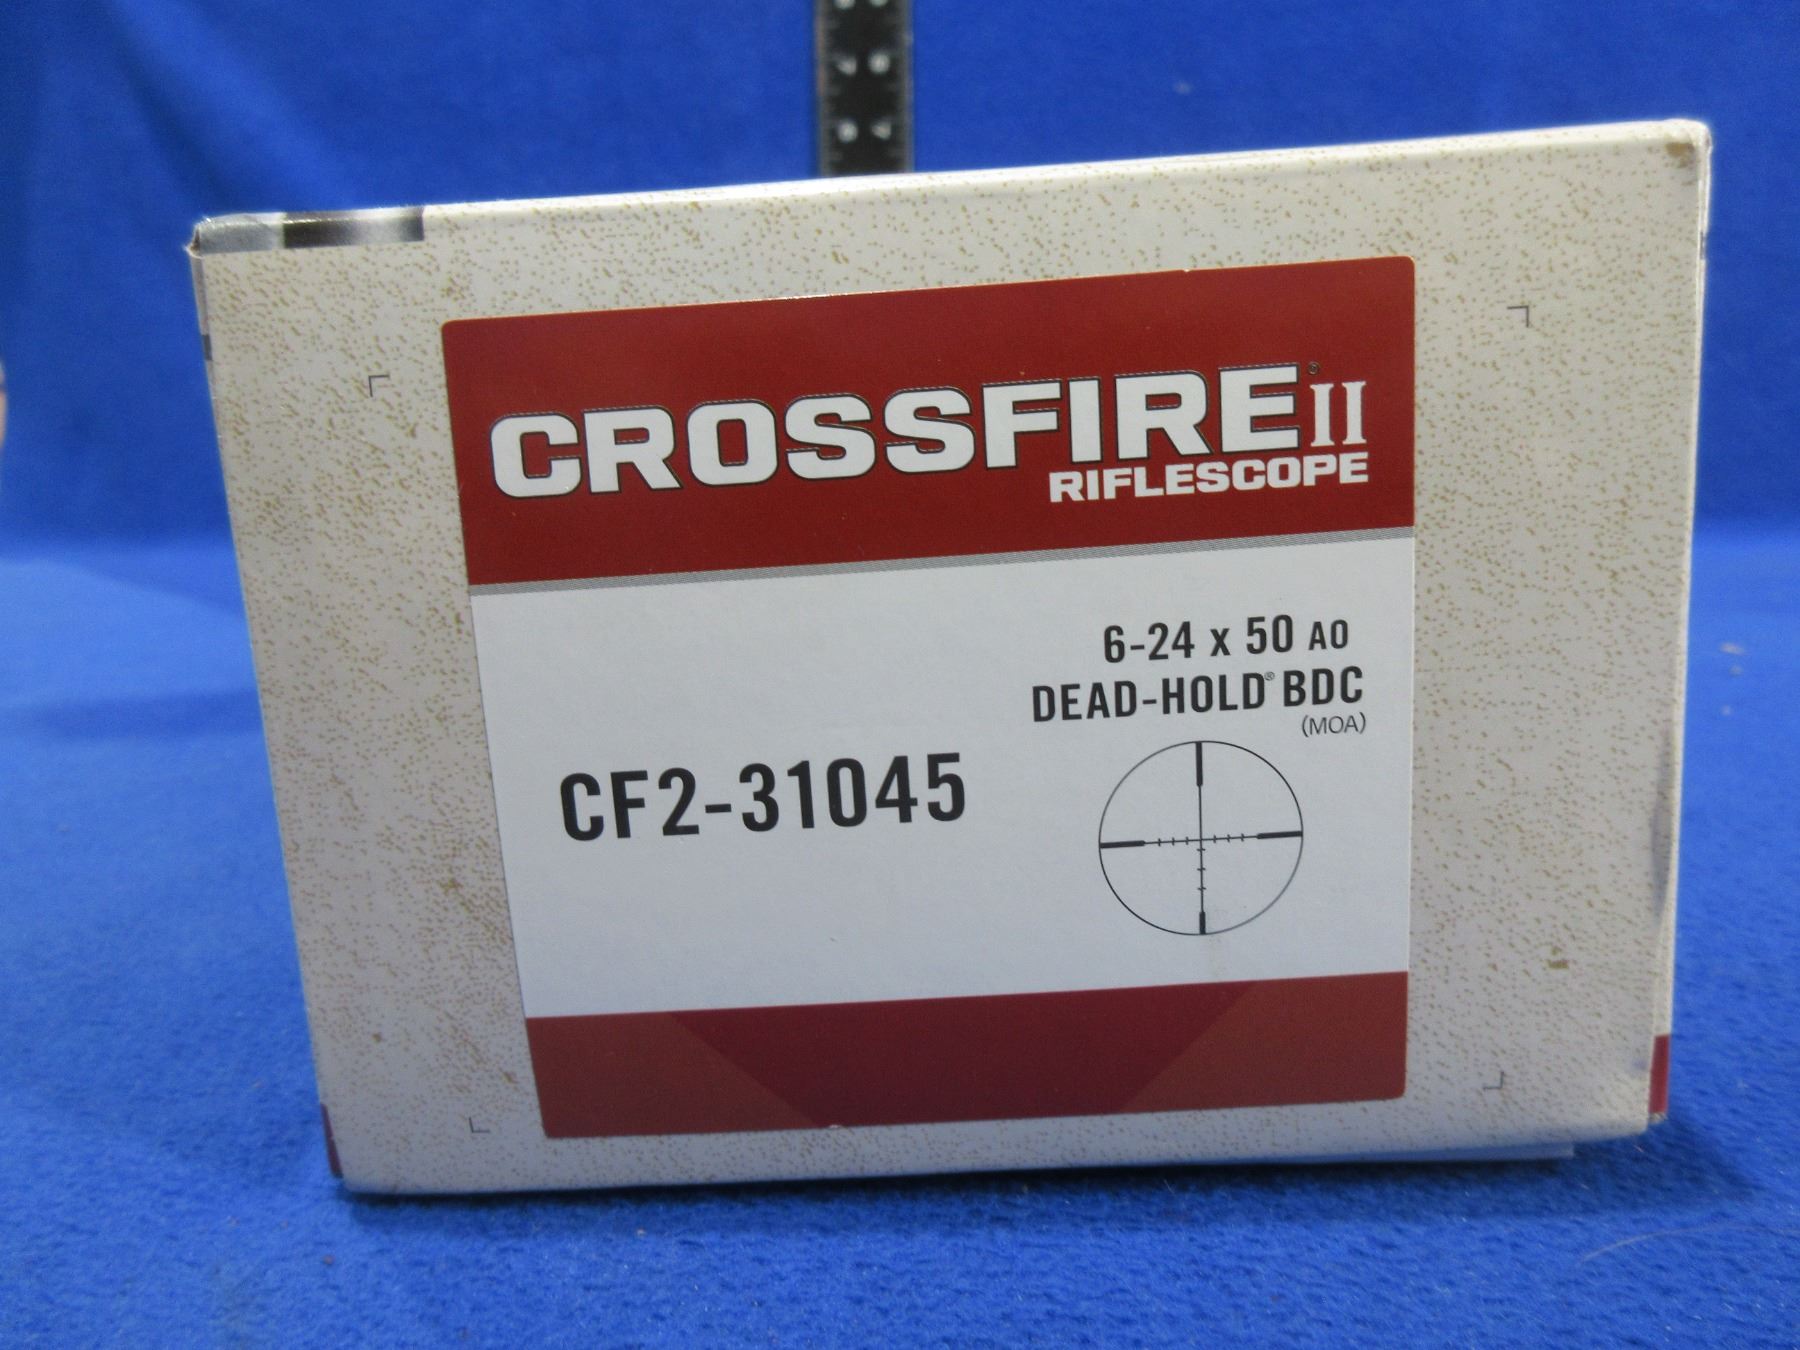 CROSSFIRE® II
RIFLESCOPE
6-24 x 50 AO
DEAD-HOLD® BDC
(MOA)
CF2-31045